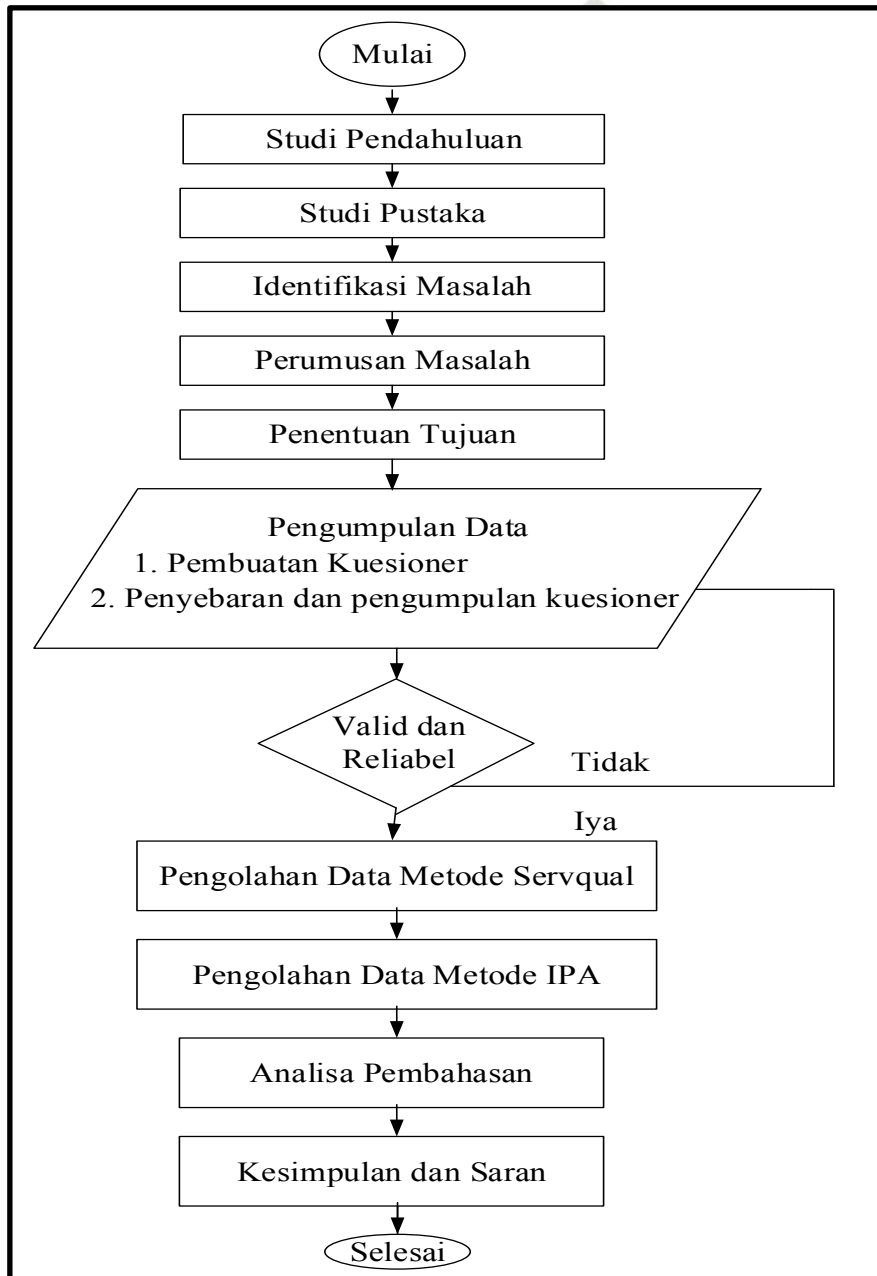 Mulai
Studi Pendahuluan
Studi Pustaka
Identifikasi Masalah
Perumusan Masalah
Penentuan Tujuan
Pengumpulan Data
1. Pembuatan Kuesioner
2. Penyebaran dan pengumpulan kuesioner
Valid dan
Reliabel
Tidak
Iya
Pengolahan Data Metode Servqual
Pengolahan Data Metode IPA
Analisa Pembahasan
Kesimpulan dan Saran
Selesai